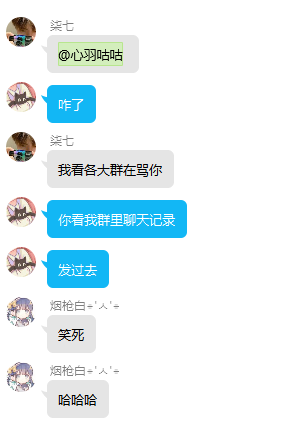 柒七
@心羽咕咕
咋了
柒七
我看各大群在骂你
你看我群里聊天记录
发过去
烟枪白÷'ㅅ'÷
笑死
烟枪白÷'ㅅ'÷
哈哈哈